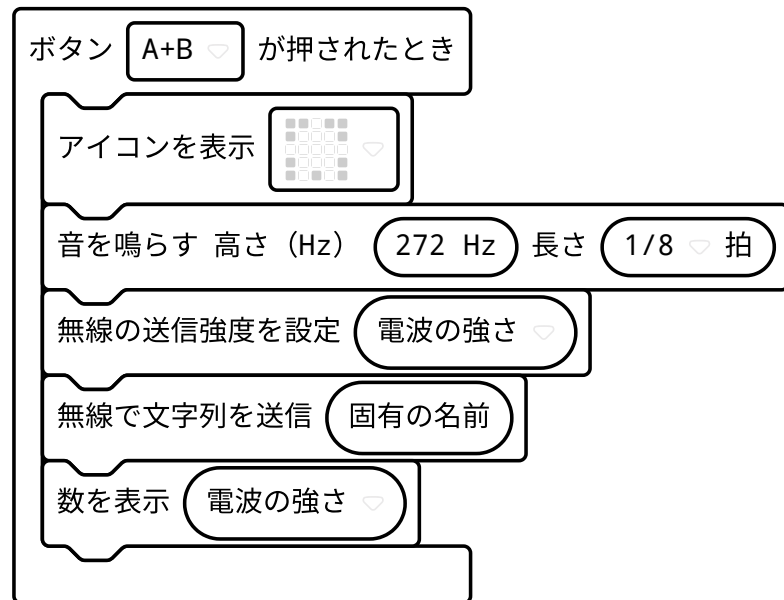 ボタン A+B が押されたとき
アイコンを表示
音を鳴らす 高さ（Hz） 272 Hz 長さ 1/8 拍
無線の送信強度を設定 電波の強さ
無線で文字列を送信 固有の名前
数を表示 電波の強さ